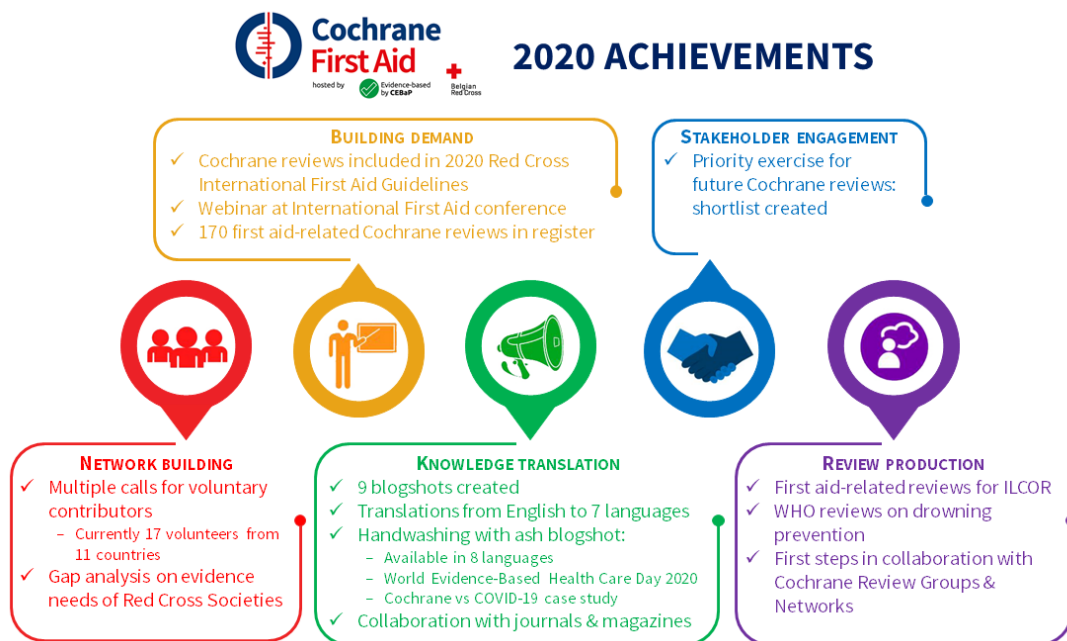 Cochrane
First Aid
2020 ACHIEVEMENTS
hosted by
Evidence-based
by CEBaP
Belgian
Red Cross
BUILDING DEMAND
✓ Cochrane reviews included in 2020 Red Cross
International First Aid Guidelines
✓ Webinar at International First Aid conference
✓ 170 first aid-related Cochrane reviews in register
STAKEHOLDER ENGAGEMENT
✓ Priority exercise for
future Cochrane reviews:
shortlist created
NETWORK BUILDING
✓ Multiple calls for voluntary
contributors
– Currently 17 volunteers from
11 countries
✓ Gap analysis on evidence
needs of Red Cross Societies
KNOWLEDGE TRANSLATION
✓ 9 blogshots created
✓ Translations from English to 7 languages
✓ Handwashing with ash blogshot:
– Available in 8 languages
– World Evidence-Based Health Care Day 2020
– Cochrane vs COVID-19 case study
✓ Collaboration with journals & magazines
REVIEW PRODUCTION
✓ First aid-related reviews for ILCOR
✓ WHO reviews on drowning
prevention
✓ First steps in collaboration with
Cochrane Review Groups &
Networks